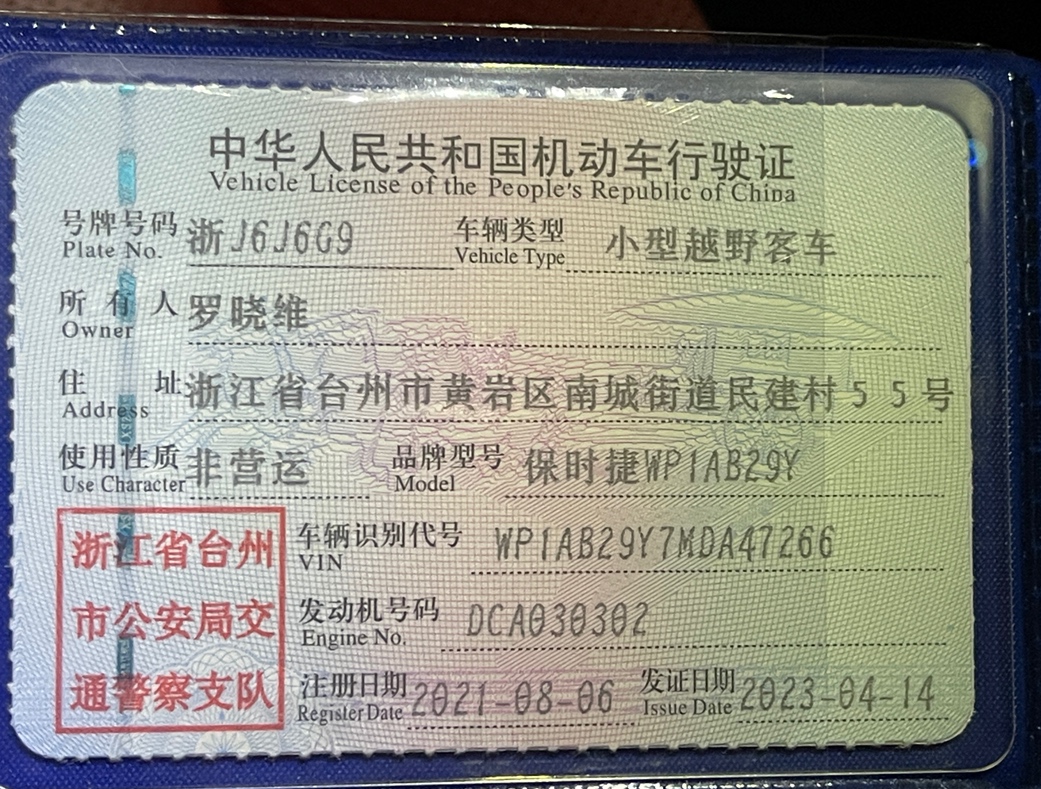 中华人民共和国机动车行驶证
Vehicle License of the People's Republic of China
号牌号码 浙J6J6G9 车辆类型 小型越野客车
Plate No. Vehicle Type
所有人 罗晓维
Owner
住址 浙江省台州市黄岩区南城街道民建村55号
Address
使用性质 非营运 品牌型号 保时捷WP1AB29Y
Use Character Model
浙江省台州
市公安局交
通警察支队
车辆识别代号 WP1AB29Y7MDA47266
VIN
发动机号码 DCA030302
Engine No.
注册日期 2021-08-06 发证日期 2023-04-14
Register Date Issue Date